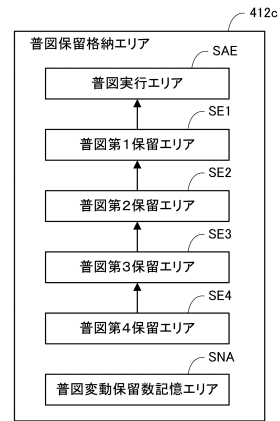 412c
普図保留格納エリア
SAE
普図実行エリア
SE1
普図第1保留エリア
SE2
普図第2保留エリア
SE3
普図第3保留エリア
SE4
普図第4保留エリア
SNA
普図変動保留数記憶エリア